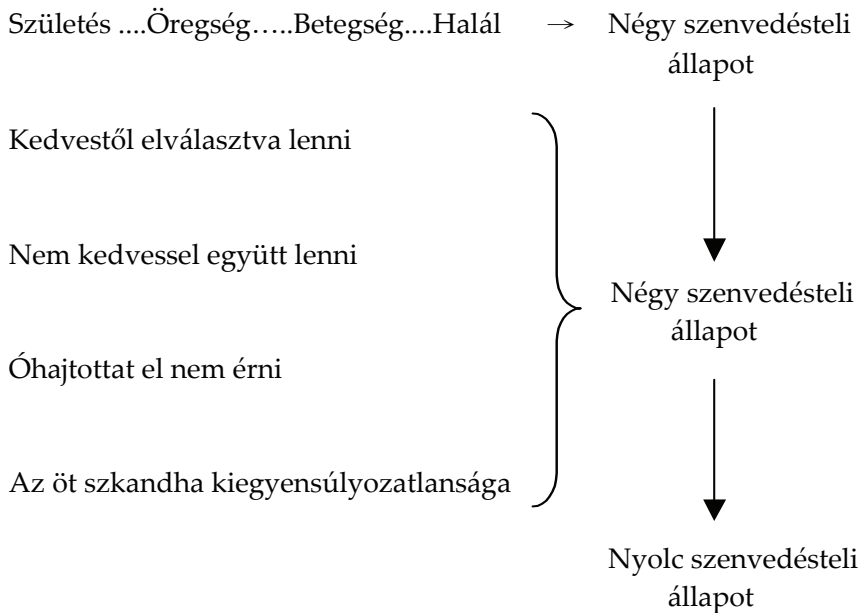 Születés ....Öregség…..Betegség....Halál → Négy szenvedésteli
állapot
Kedvestől elválasztva lenni
Nem kedvessel együtt lenni
Négy szenvedésteli
állapot
Óhajtottat el nem érni
Az öt szkandha kiegyensúlyozatlansága
Nyolc szenvedésteli
állapot